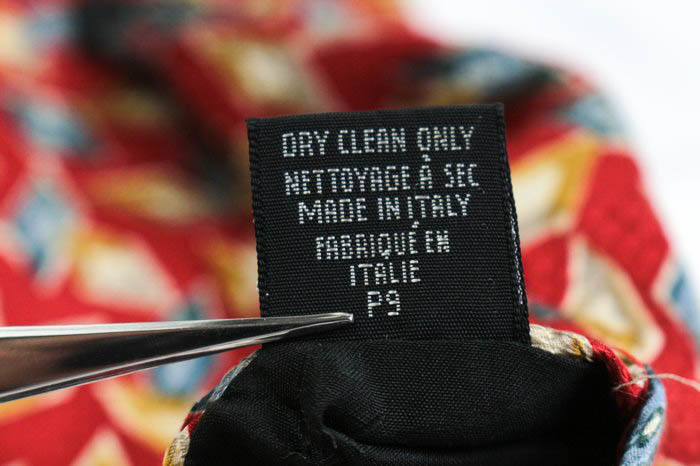 DRY CLEAN ONLY
NETTOYAGE À SEC
MADE IN ITALY
FABRIQUÉ EN
ITALIE
P9